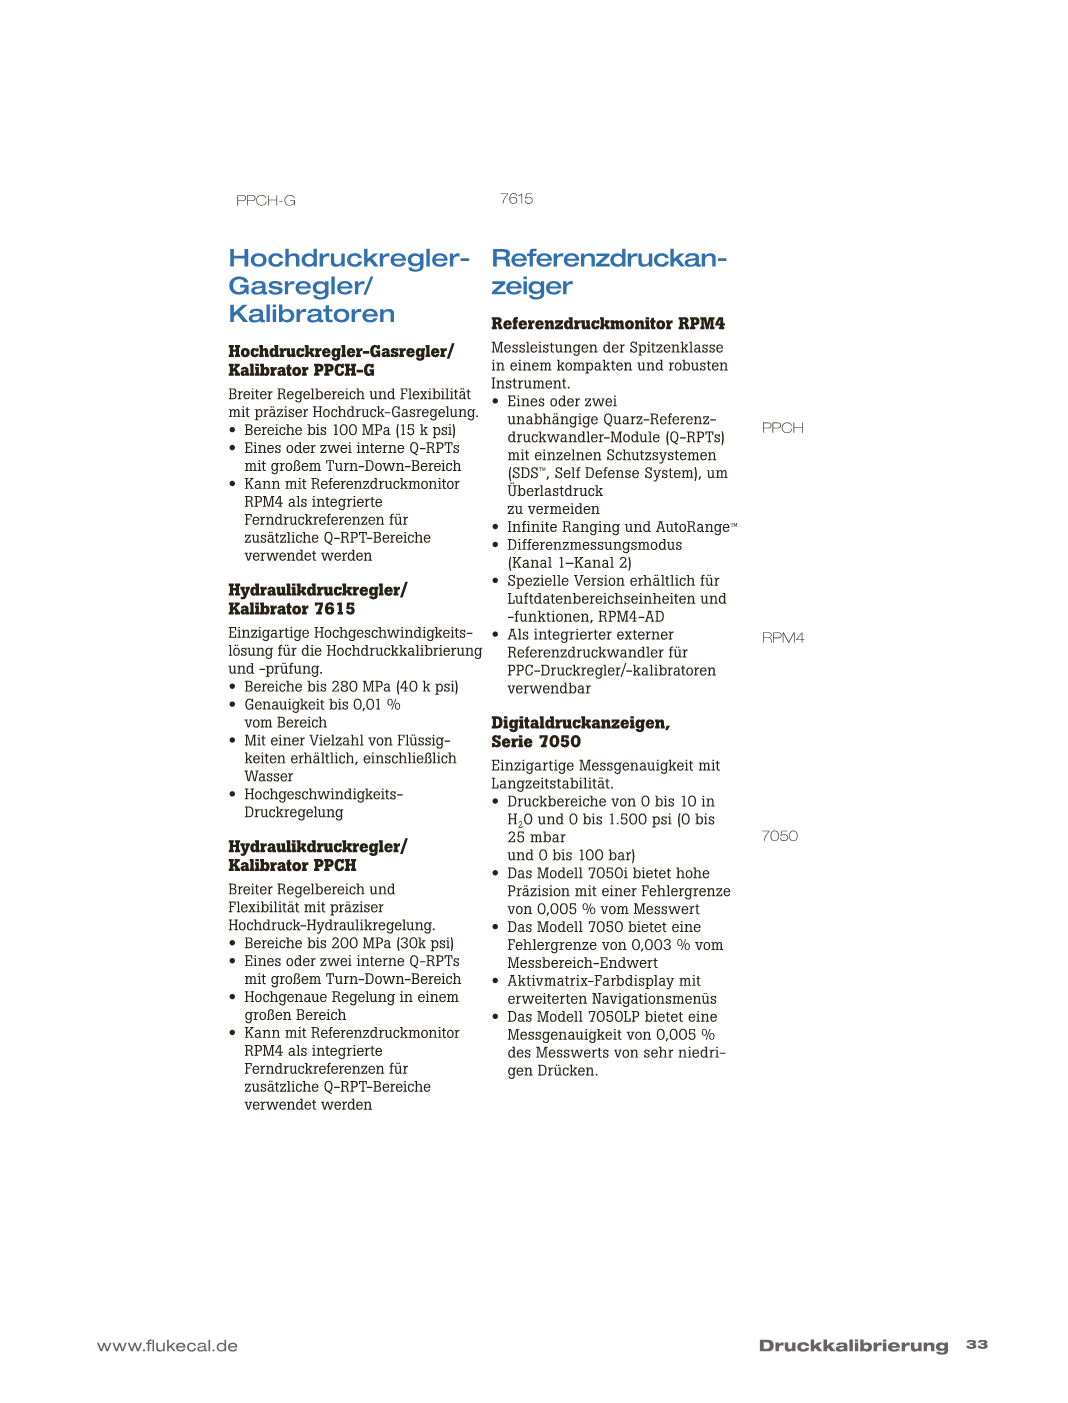 PPCH-G
7615
Hochdruckregler-
Gasregler/
Kalibratoren
Hochdruckregler-Gasregler/
Kalibrator PPCH-G
Breiter Regelbereich und Flexibilität
mit präziser Hochdruck-Gasregelung.
• Bereiche bis 100 MPa (15 k psi)
• Eines oder zwei interne Q-RPTs
mit großem Turn-Down-Bereich
• Kann mit Referenzdruckmonitor
RPM4 als integrierte
Ferndruckreferenzen für
zusätzliche Q-RPT-Bereiche
verwendet werden
Hydraulikdruckregler/
Kalibrator 7615
Einzigartige Hochgeschwindigkeits-
lösung für die Hochdruckkalibrierung
und -prüfung.
• Bereiche bis 280 MPa (40 k psi)
• Genauigkeit bis 0,01 %
vom Bereich
• Mit einer Vielzahl von Flüssig-
keiten erhältlich, einschließlich
Wasser
• Hochgeschwindigkeits-
Druckregelung
Hydraulikdruckregler/
Kalibrator PPCH
Breiter Regelbereich und
Flexibilität mit präziser
Hochdruck-Hydraulikregelung.
• Bereiche bis 200 MPa (30k psi)
• Eines oder zwei interne Q-RPTs
mit großem Turn-Down-Bereich
• Hochgenaue Regelung in einem
großen Bereich
• Kann mit Referenzdruckmonitor
RPM4 als integrierte
Ferndruckreferenzen für
zusätzliche Q-RPT-Bereiche
verwendet werden
Referenzdruckan-
zeiger
Referenzdruckmonitor RPM4
Messleistungen der Spitzenklasse
in einem kompakten und robusten
Instrument.
• Eines oder zwei
unabhängige Quarz-Referenz-
druckwandler-Module (Q-RPTs)
mit einzelnen Schutzsystemen
(SDS™, Self Defense System), um
Überlastdruck
zu vermeiden
• Infinite Ranging und AutoRange™
• Differenzmessungsmodus
(Kanal 1–Kanal 2)
• Spezielle Version erhältlich für
Luftdatenbereichseinheiten und
-funktionen, RPM4-AD
• Als integrierter externer
Referenzdruckwandler für
PPC-Druckregler/-kalibratoren
verwendbar
Digitaldruckanzeigen,
Serie 7050
Einzigartige Messgenauigkeit mit
Langzeitstabilität.
• Druckbereiche von 0 bis 10 in
H₂O und 0 bis 1.500 psi (0 bis
25 mbar
und 0 bis 100 bar)
• Das Modell 7050i bietet hohe
Präzision mit einer Fehlergrenze
von 0,005 % vom Messwert
• Das Modell 7050 bietet eine
Fehlergrenze von 0,003 % vom
Messbereich-Endwert
• Aktivmatrix-Farbdisplay mit
erweiterten Navigationsmenüs
• Das Modell 7050LP bietet eine
Messgenauigkeit von 0,005 %
des Messwerts von sehr niedri-
gen Drücken.
PPCH
RPM4
7050
www.flukecal.de
Druckkalibrierung 33